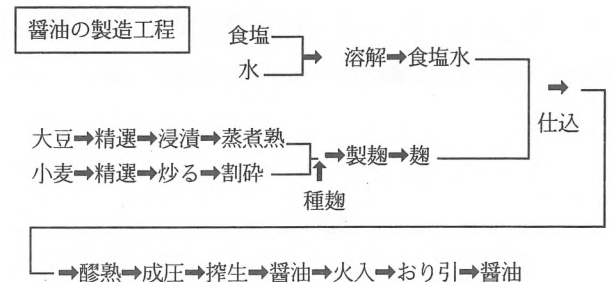 醤油の製造工程
食塩
水
➡ 溶解➡食塩水
➡
仕込
大豆➡精選➡浸漬➡蒸煮熟
小麦➡精選➡炒る➡割砕
➡製麹➡麹
種麹
➡醪熟➡成圧➡搾生➡醤油➡火入➡おり引➡醤油